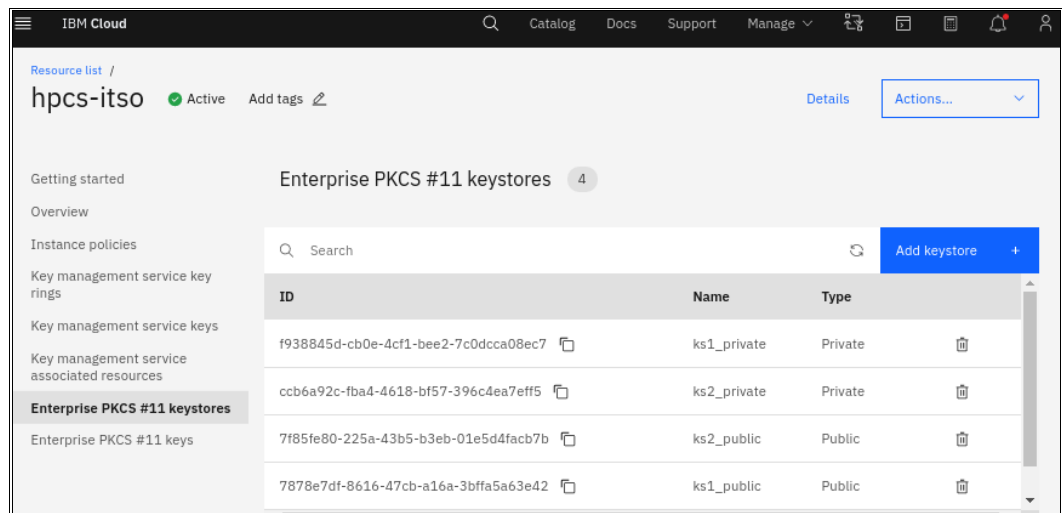 IBM Cloud Catalog Docs Support Manage
Resource list /
hpcs-itso Active Add tags Details Actions...
Getting started
Overview
Instance policies
Key management service key
rings
Key management service keys
Key management service
associated resources
Enterprise PKCS #11 keystores
Enterprise PKCS #11 keys
Enterprise PKCS #11 keystores 4
Search Add keystore +
ID Name Type
f938845d-cb0e-4cf1-bee2-7c0dcca08ec7 ks1_private Private
ccb6a92c-fba4-4618-bf57-396c4ea7eff5 ks2_private Private
7f85fe80-225a-43b5-b3eb-01e5d4facb7b ks2_public Public
7878e7df-8616-47cb-a16a-3bffa5a63e42 ks1_public Public